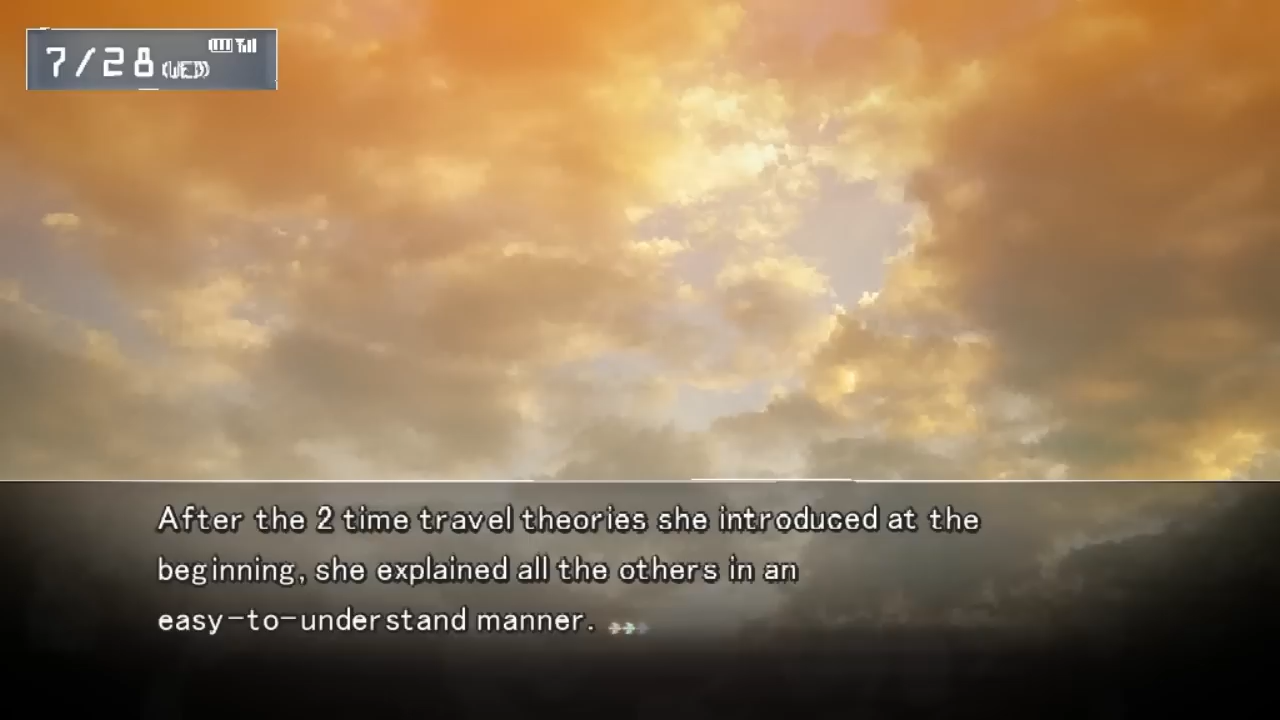 7/28(WED)
After the 2 time travel theories she introduced at the
beginning, she explained all the others in an
easy-to-understand manner.